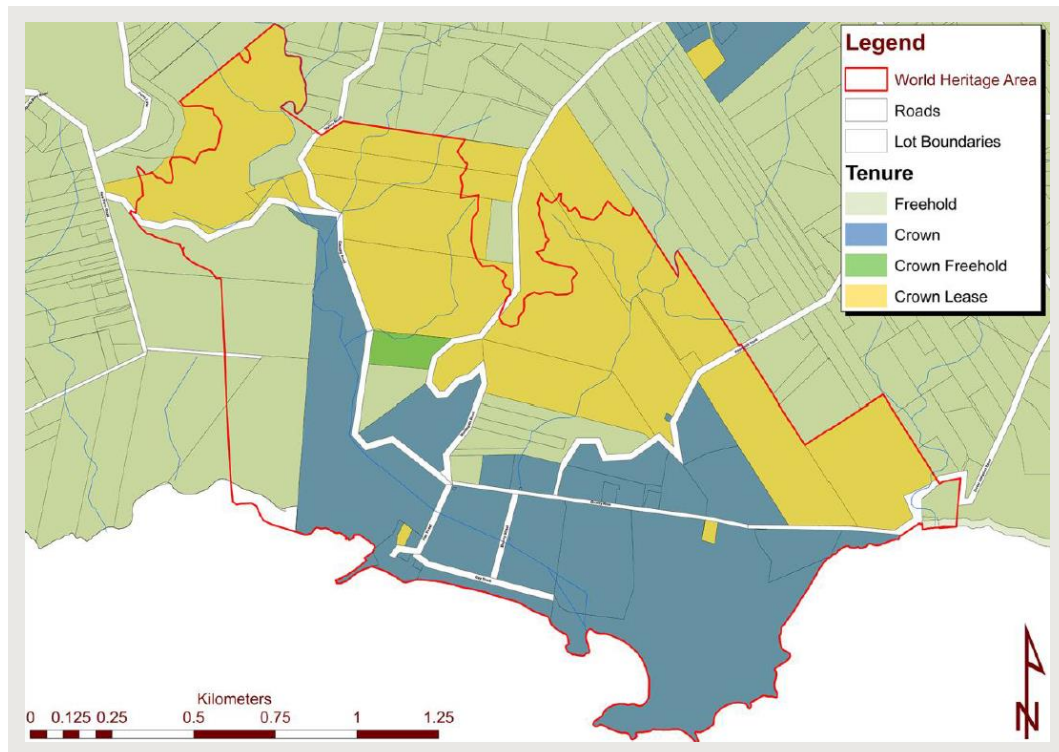 Legend
World Heritage Area
Roads
Lot Boundaries
Tenure
Freehold
Crown
Crown Freehold
Crown Lease
Kilometers
0 0.125 0.25 0.5 0.75 1 1.25
N